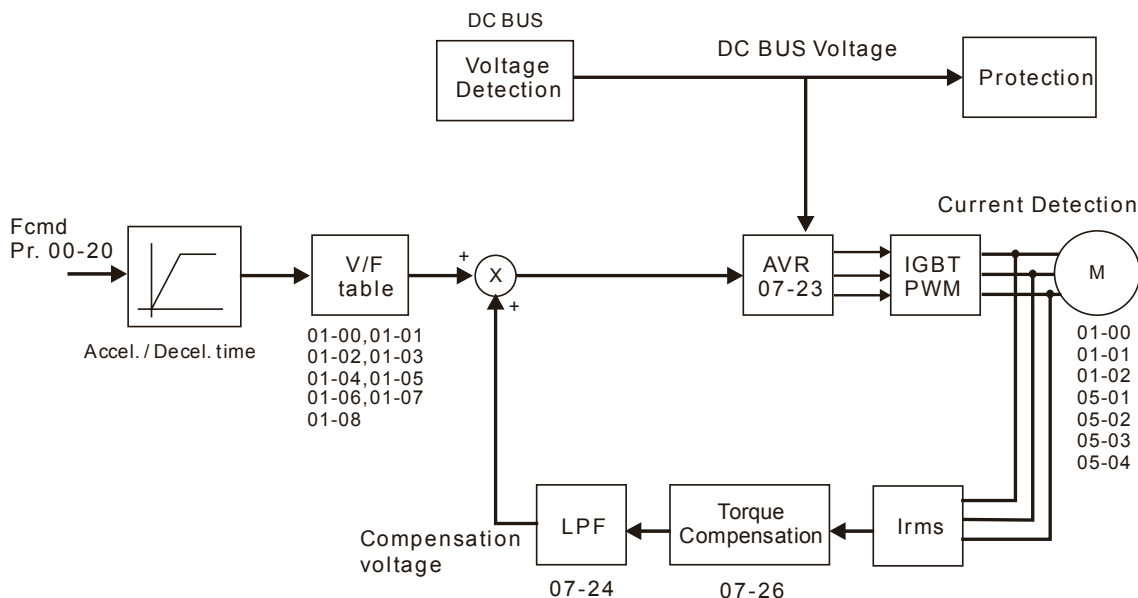 DC BUS
Voltage
Detection
DC BUS Voltage
Protection
Fcmd
Pr. 00-20
Accel. / Decel. time
V/F
table
01-00,01-01
01-02,01-03
01-04,01-05
01-06,01-07
01-08
+
X
+
AVR
07-23
IGBT
PWM
Current Detection
M
01-00
01-01
01-02
05-01
05-02
05-03
05-04
Compensation
voltage
LPF
07-24
Torque
Compensation
07-26
Irms